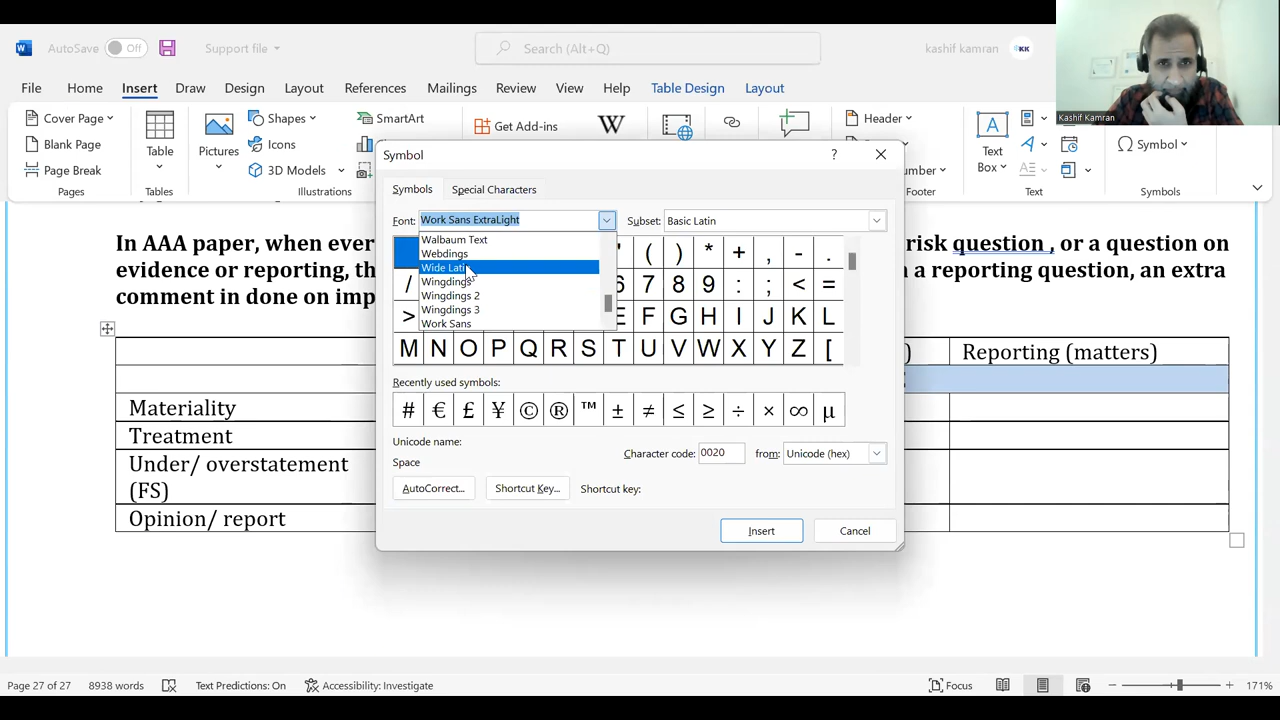 AutoSave Off Support file Search (Alt+Q) kashif kamran KK
File Home Insert Draw Design Layout References Mailings Review View Help Table Design Layout
Kashif Kamran
Cover Page
Blank Page
Page Break
Pages
Table
Pictures
Shapes
Icons
3D Models
Illustrations
SmartArt
Get Add-ins
W
Header
Footer
Text
Box
Symbol
Symbols
Symbol ?
Symbols Special Characters
Font: Work Sans ExtraLight Subset: Basic Latin
Walbaum Text
Webdings
Wide Latin
Wingdings
Wingdings 2
Wingdings 3
Work Sans
' ( ) * + , - .
/ 6 7 8 9 : ; < =
> E F G H I J K L
M N O P Q R S T U V W X Y Z [
Recently used symbols:
# € £ ¥ © ® ™ ± ≠ ≤ ≥ ÷ × ∞ µ
Unicode name:
Space
Character code: 0020 from: Unicode (hex)
AutoCorrect... Shortcut Key... Shortcut key:
Insert Cancel
In AAA paper, when ever risk question , or a question on
evidence or reporting, a reporting question, an extra
comment in done on
) Reporting (matters)
Materiality
Treatment
Under/ overstatement
(FS)
Opinion/ report
Page 27 of 27 8938 words Text Predictions: On Accessibility: Investigate Focus 171%